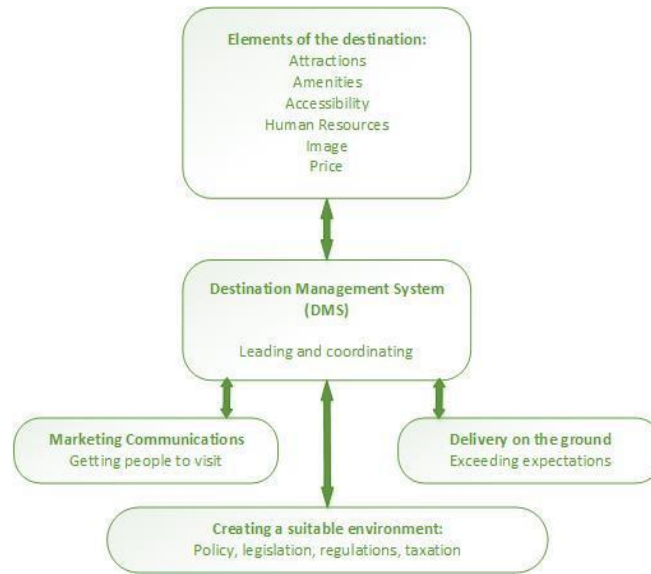 Elements of the destination:
Attractions
Amenities
Accessibility
Human Resources
Image
Price
Destination Management System
(DMS)
Leading and coordinating
Marketing Communications
Getting people to visit
Delivery on the ground
Exceeding expectations
Creating a suitable environment:
Policy, legislation, regulations, taxation